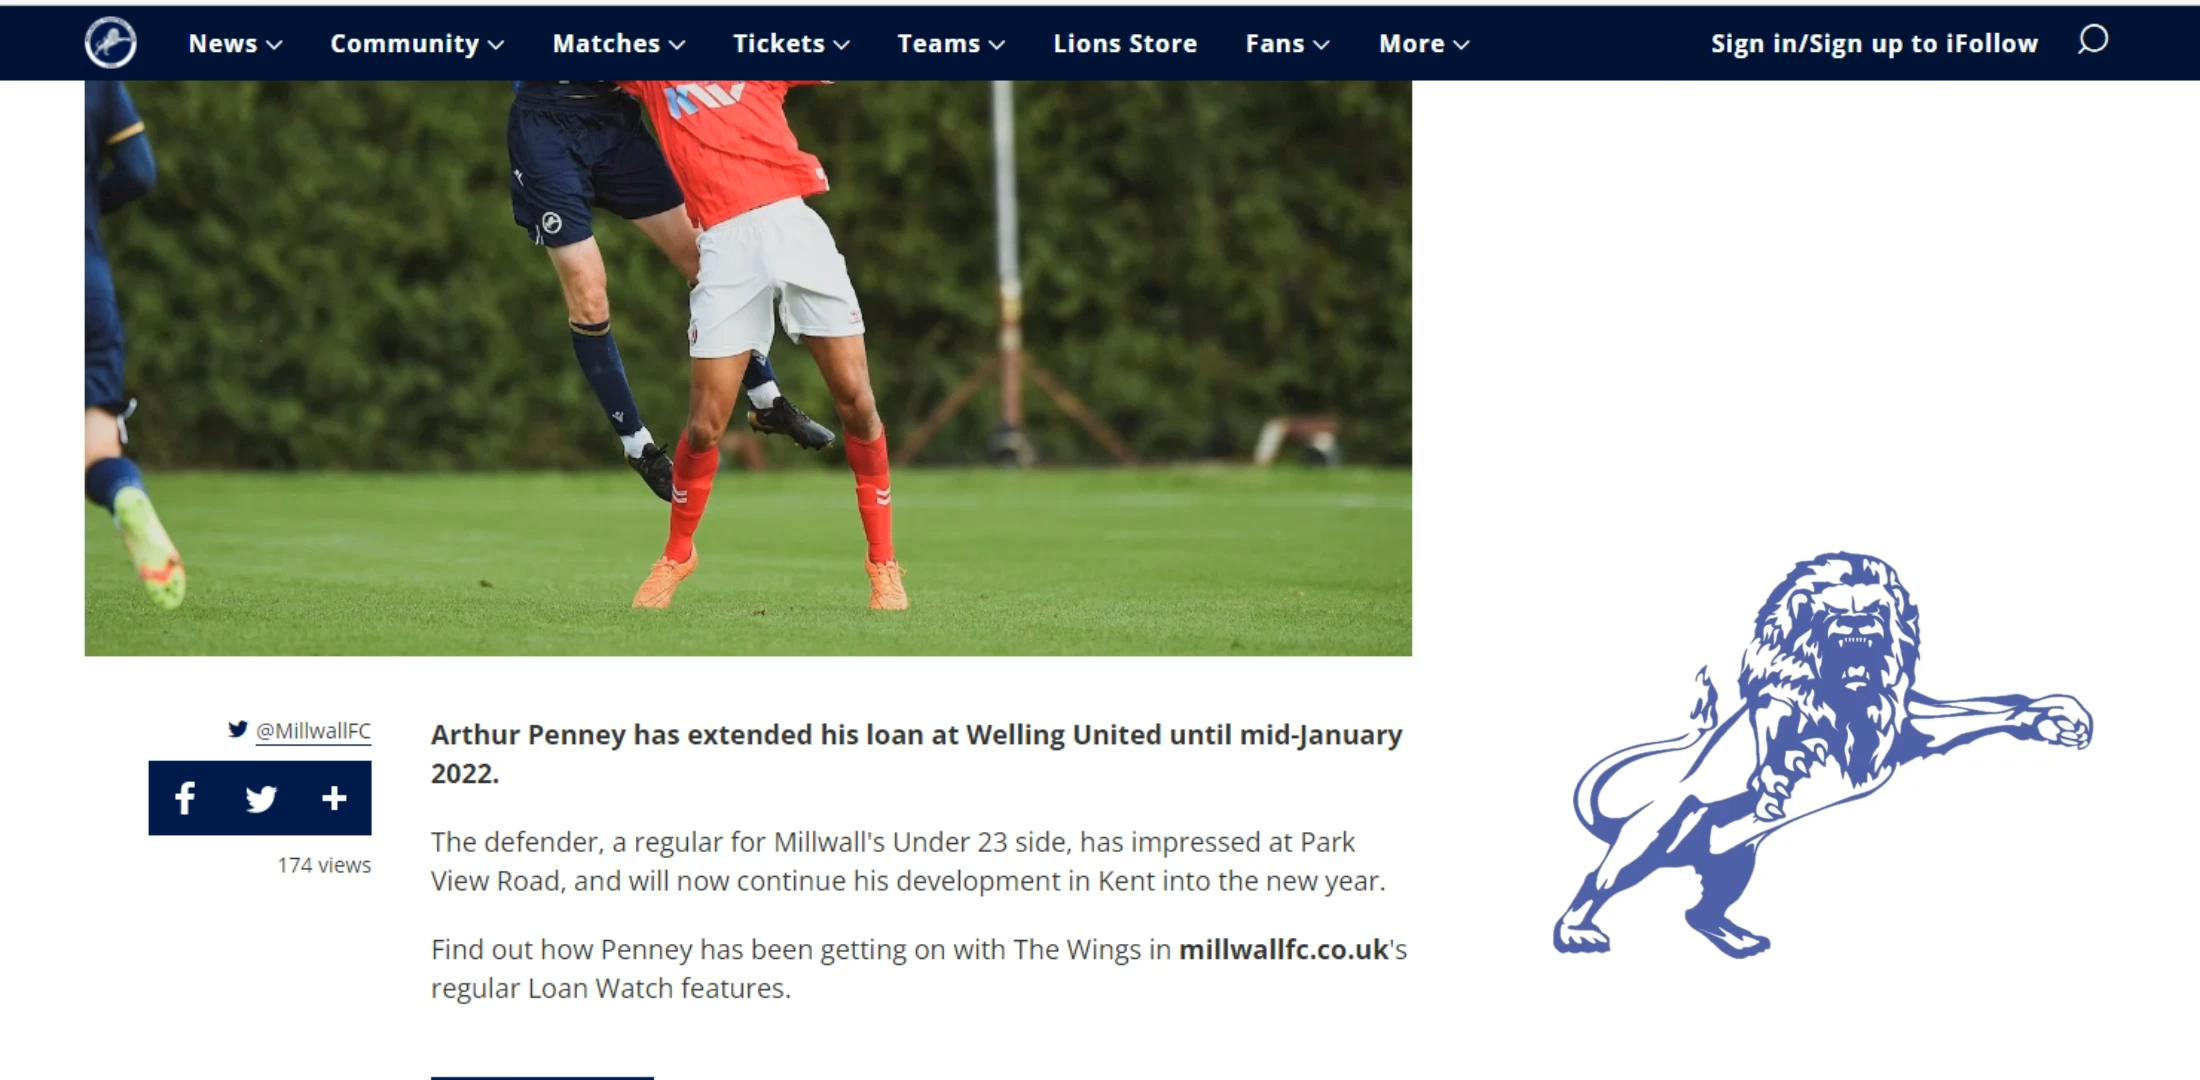 News Community Matches Tickets Teams Lions Store Fans More Sign in/Sign up to iFollow
@MillwallFC
174 views
Arthur Penney has extended his loan at Welling United until mid-January
2022.
The defender, a regular for Millwall's Under 23 side, has impressed at Park
View Road, and will now continue his development in Kent into the new year.
Find out how Penney has been getting on with The Wings in millwallfc.co.uk's
regular Loan Watch features.